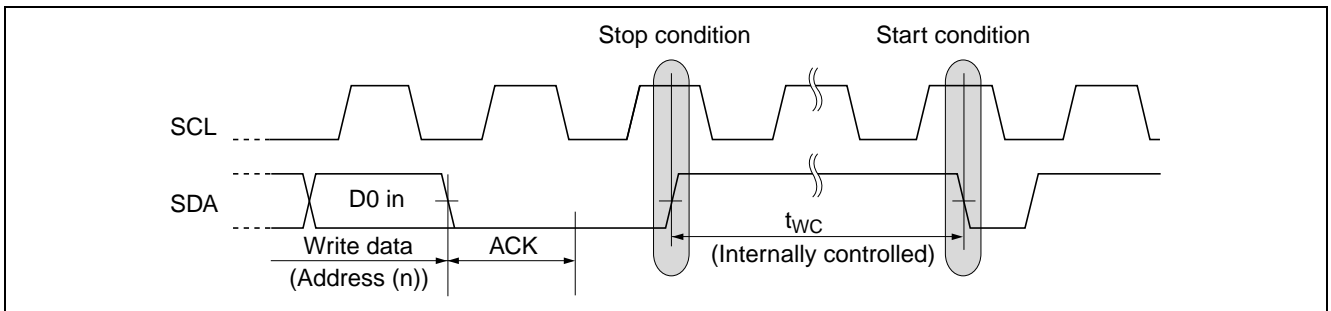 Stop condition
Start condition
SCL
SDA
D0 in
Write data
(Address (n))
ACK
tWC
(Internally controlled)